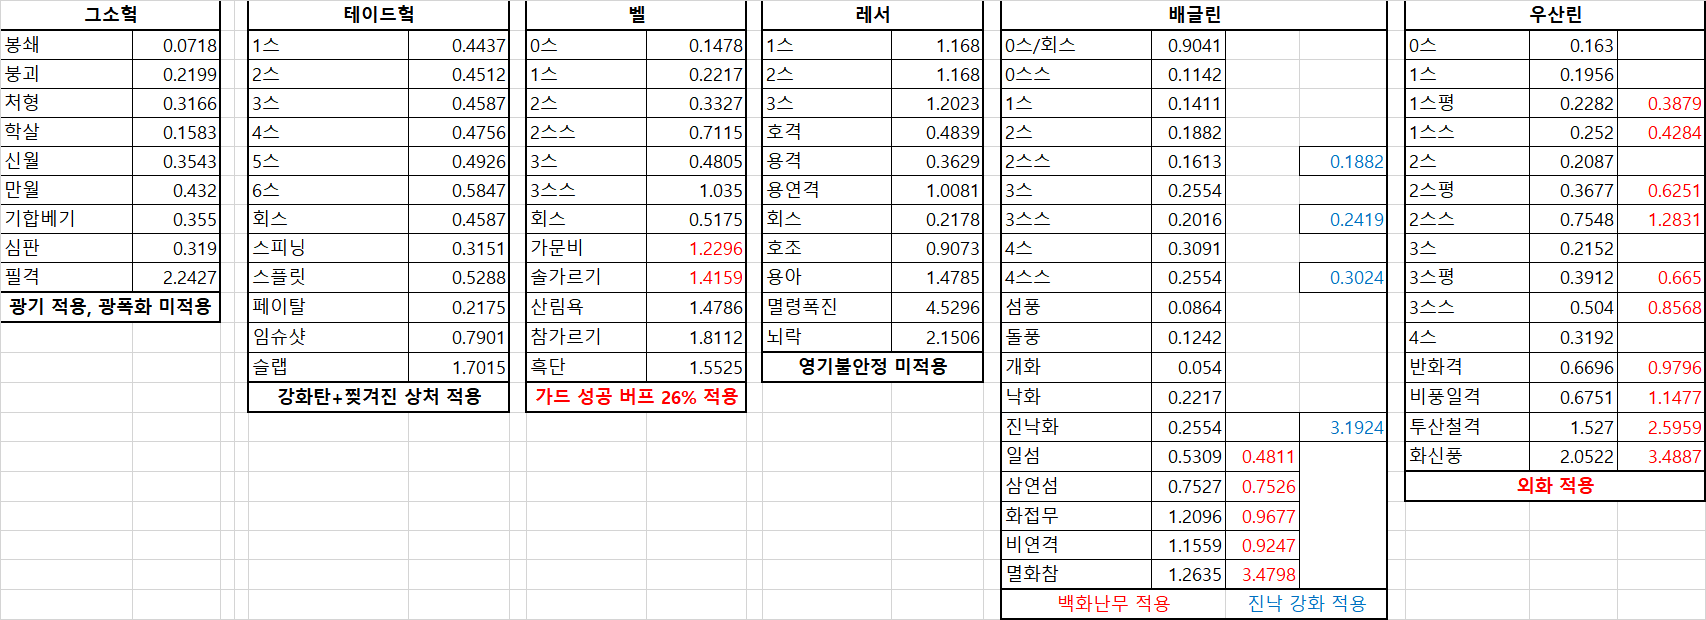 그소헠 테이드헠 벨 레서 배글린 우산린
봉쇄 0.0718 1스 0.4437 0스 0.1478 1스 1.168 0스/회스 0.9041 0스 0.163
붕괴 0.2199 2스 0.4512 1스 0.2217 2스 1.168 0스스 0.1142 1스 0.1956
처형 0.3166 3스 0.4587 2스 0.3327 3스 1.2023 1스 0.1411 1스평 0.2282 0.3879
학살 0.1583 4스 0.4756 2스스 0.7115 호격 0.4839 2스 0.1882 1스스 0.252 0.4284
신월 0.3543 5스 0.4926 3스 0.4805 용격 0.3629 2스스 0.1613 0.1882 2스 0.2087
만월 0.432 6스 0.5847 3스스 1.035 용연격 1.0081 3스 0.2554 2스평 0.3677 0.6251
기합베기 0.355 회스 0.4587 회스 0.5175 회스 0.2178 3스스 0.2016 0.2419 2스스 0.7548 1.2831
심판 0.319 스피닝 0.3151 가문비 1.2296 호조 0.9073 4스 0.3091 3스 0.2152
필격 2.2427 스플릿 0.5288 솔가르기 1.4159 용아 1.4785 4스스 0.2554 0.3024 3스평 0.3912 0.665
광기 적용, 광폭화 미적용 페이탈 0.2175 산림욕 1.4786 멸령폭진 4.5296 섬풍 0.0864 3스스 0.504 0.8568
임슈샷 0.7901 참가르기 1.8112 뇌락 2.1506 돌풍 0.1242 4스 0.3192
슬랩 1.7015 흑단 1.5525 영기불안정 미적용 개화 0.054 반화격 0.6696 0.9796
강화탄+찢겨진 상처 적용 가드 성공 버프 26% 적용 낙화 0.2217 비풍일격 0.6751 1.1477
진낙화 0.2554 3.1924 투산철격 1.527 2.5959
일섬 0.5309 0.4811 화신풍 2.0522 3.4887
삼연섬 0.7527 0.7526 외화 적용
화접무 1.2096 0.9677
비연격 1.1559 0.9247
멸화참 1.2635 3.4798
백화난무 적용 진낙 강화 적용